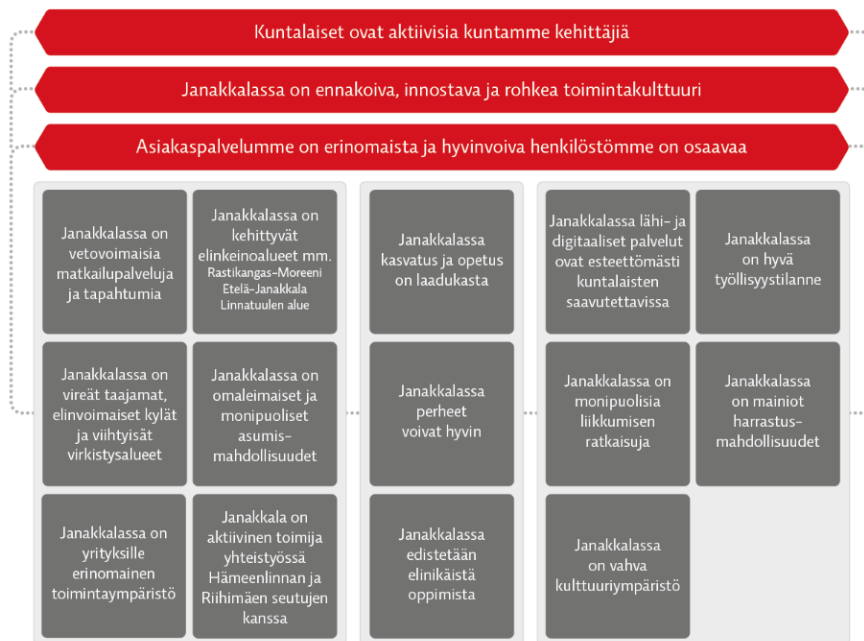 Kuntalaiset ovat aktiivisia kuntamme kehittäjiä
Janakkalassa on ennakoiva, innostava ja rohkea toimintakulttuuri
Asiakaspalvelumme on erinomaista ja hyvinvoiva henkilöstömme on osaavaa
Janakkalassa on
vetovoimaisia
matkailupalveluja
ja tapahtumia
Janakkalassa on
kehittyvät
elinkeinoalueet mm.
Rastikangas-Moreeni
Etelä-Janakkala
Linnatuulen alue
Janakkalassa
kasvatus ja opetus
on laadukasta
Janakkalassa lähi- ja
digitaaliset palvelut
ovat esteettömästi
kuntalaisten
saavutettavissa
Janakkalassa
on hyvä
työllisyystilanne
Janakkalassa on
vireät taajamat,
elinvoimaiset kylät
ja viihtyisät
virkistysalueet
Janakkalassa on
omaleimaiset ja
monipuoliset
asumis-
mahdollisuudet
Janakkalassa
perheet
voivat hyvin
Janakkalassa on
monipuolisia
liikkumisen
ratkaisuja
Janakkalassa
on mainiot
harrastus-
mahdollisuudet
Janakkalassa on
yrityksille
erinomainen
toimintaympäristö
Janakkala on
aktiivinen toimija
yhteistyössä
Hämeenlinnan ja
Riihimäen seutujen
kanssa
Janakkalassa
edistetään
elinikäistä
oppimista
Janakkalassa
on vahva
kulttuuriympäristö